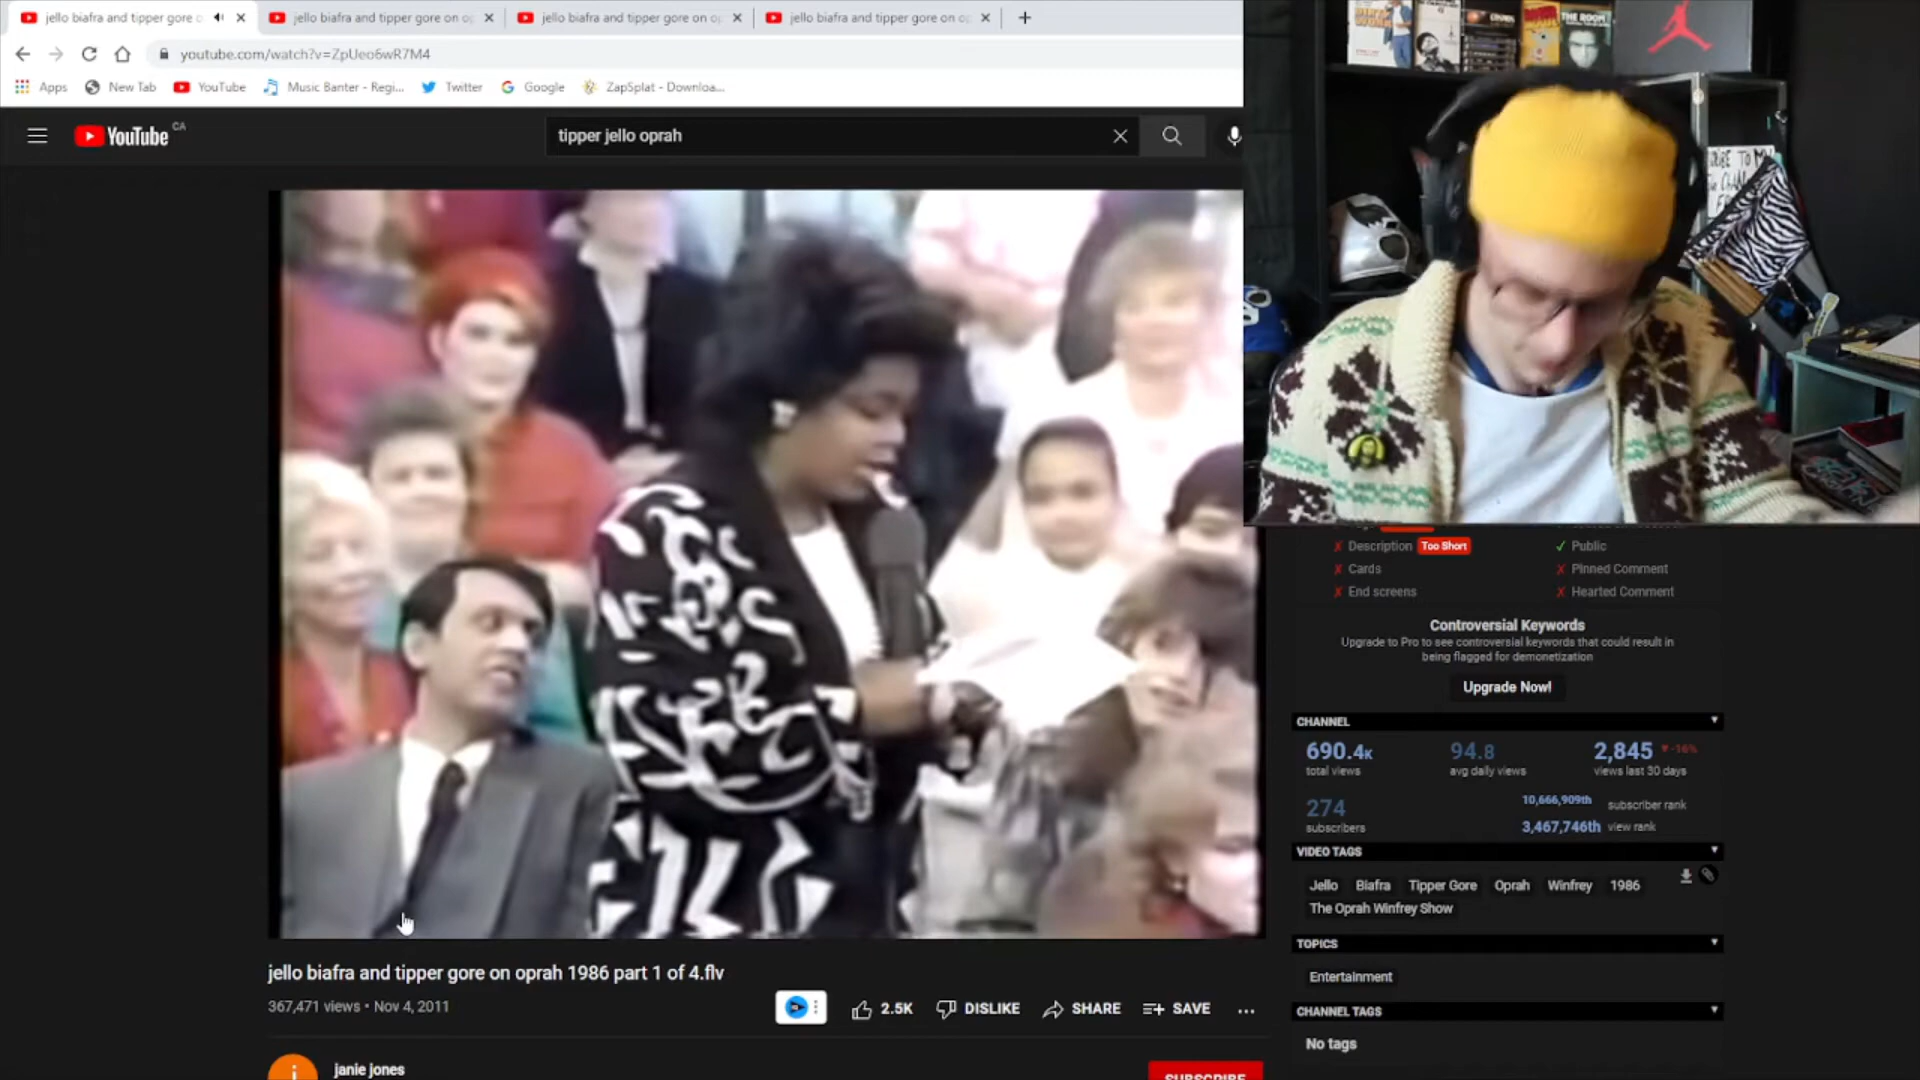 jello biafra and tipper gore o
jello biafra and tipper gore on o
jello biafra and tipper gore on o
jello biafra and tipper gore on o
youtube.com/watch?v=ZpUeo6wR7M4
Apps New Tab YouTube Music Banter - Regi... Twitter Google ZapSplat - Downloa...
YouTube CA
tipper jello oprah
THE ROOM
Description Too Short
Public
Cards
Pinned Comment
End screens
Hearted Comment
Controversial Keywords
Upgrade to Pro to see controversial keywords that could result in
being flagged for demonetization
Upgrade Now!
CHANNEL
690.4k 94.8 2,845 -16%
total views avg daily views views last 30 days
274 10,666,909th subscriber rank
subscribers 3,467,746th view rank
VIDEO TAGS
Jello Biafra Tipper Gore Oprah Winfrey 1986
The Oprah Winfrey Show
TOPICS
Entertainment
CHANNEL TAGS
No tags
jello biafra and tipper gore on oprah 1986 part 1 of 4.flv
367,471 views • Nov 4, 2011
2.5K DISLIKE SHARE SAVE
janie jones
SUBSCRIBE